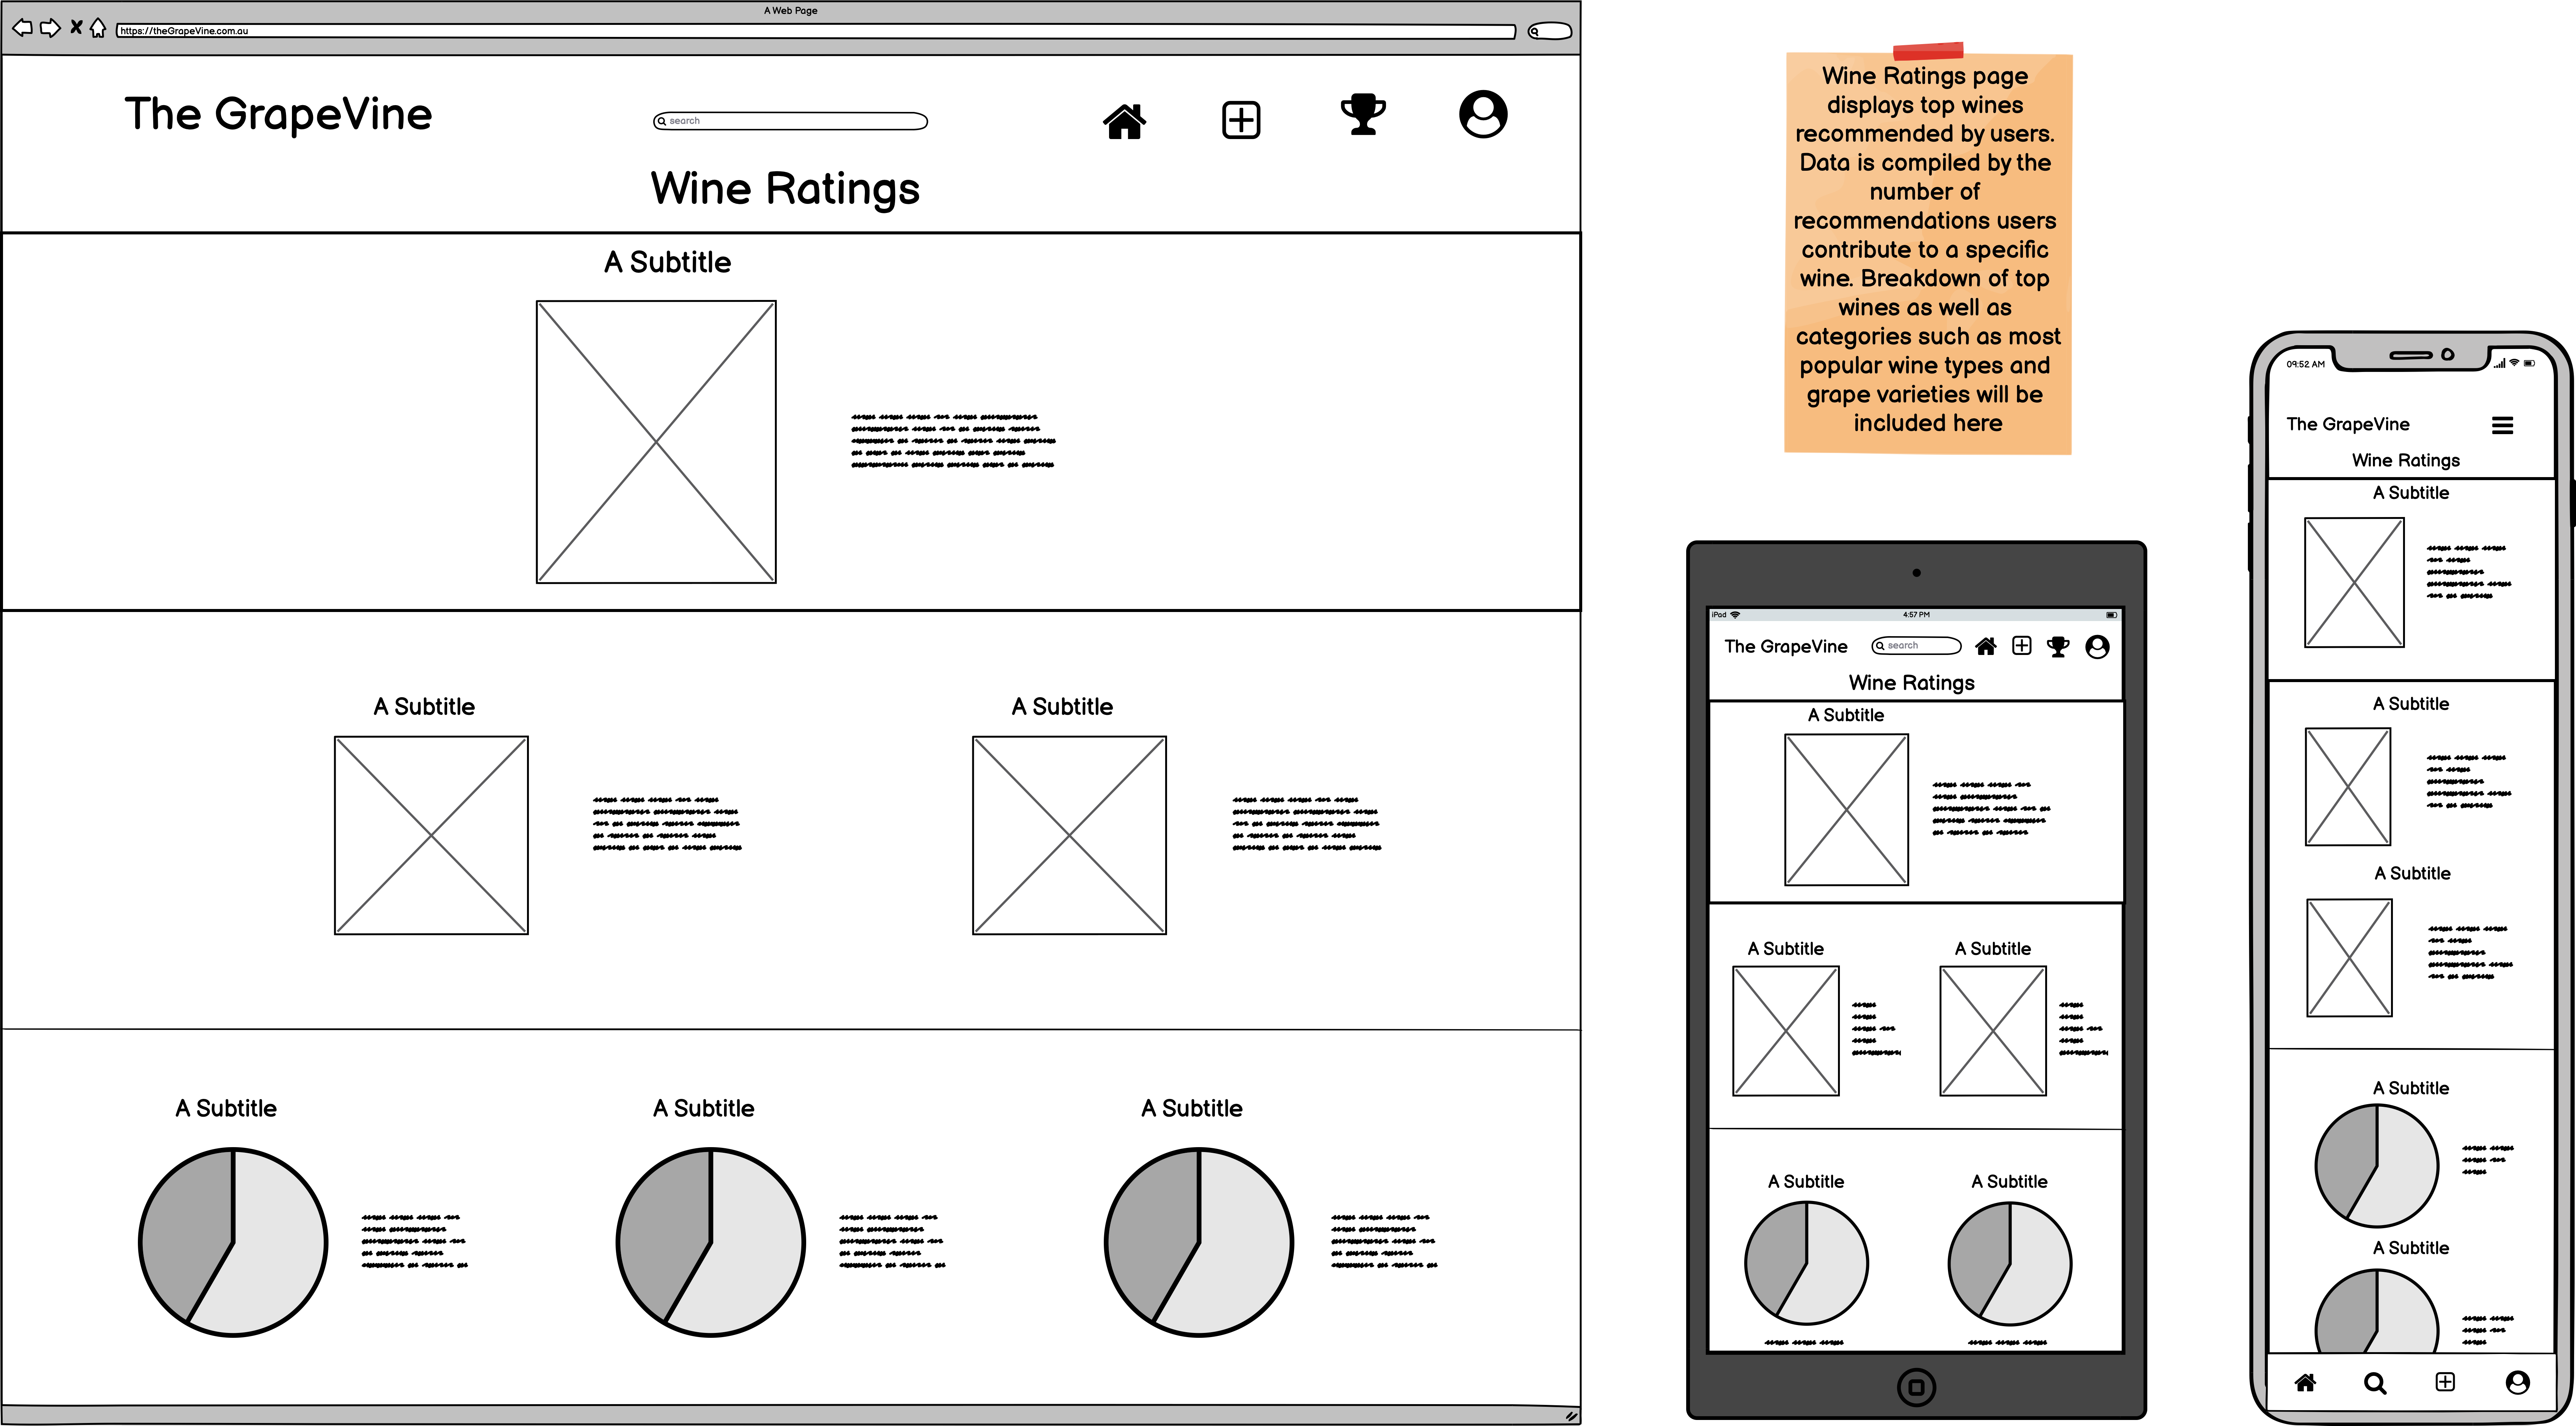 A Web Page
https://theGrapeVine.com.au
The GrapeVine
search
Wine Ratings
A Subtitle
A Subtitle
A Subtitle
A Subtitle
A Subtitle
A Subtitle
Wine Ratings page
displays top wines
recommended by users.
Data is compiled by the
number of
recommendations users
contribute to a specific
wine. Breakdown of top
wines as well as
categories such as most
popular wine types and
grape varieties will be
included here
iPad
4:57 PM
The GrapeVine
search
Wine Ratings
A Subtitle
A Subtitle
A Subtitle
A Subtitle
A Subtitle
09:52 AM
The GrapeVine
Wine Ratings
A Subtitle
A Subtitle
A Subtitle
A Subtitle
A Subtitle